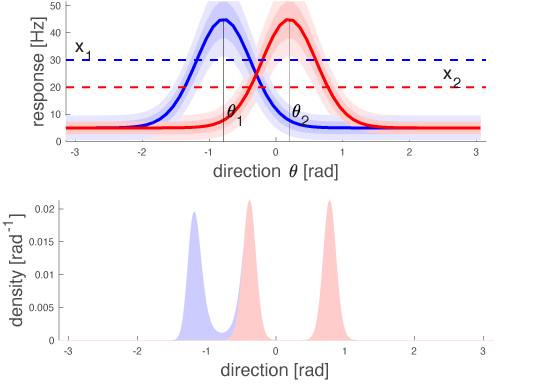 response [Hz]
50
40
30
20
10
0
x1
x2
θ1
θ2
-3 -2 -1 0 1 2 3
direction θ [rad]
density [rad-1]
0.02
0.015
0.01
0.005
0
-3 -2 -1 0 1 2 3
direction [rad]